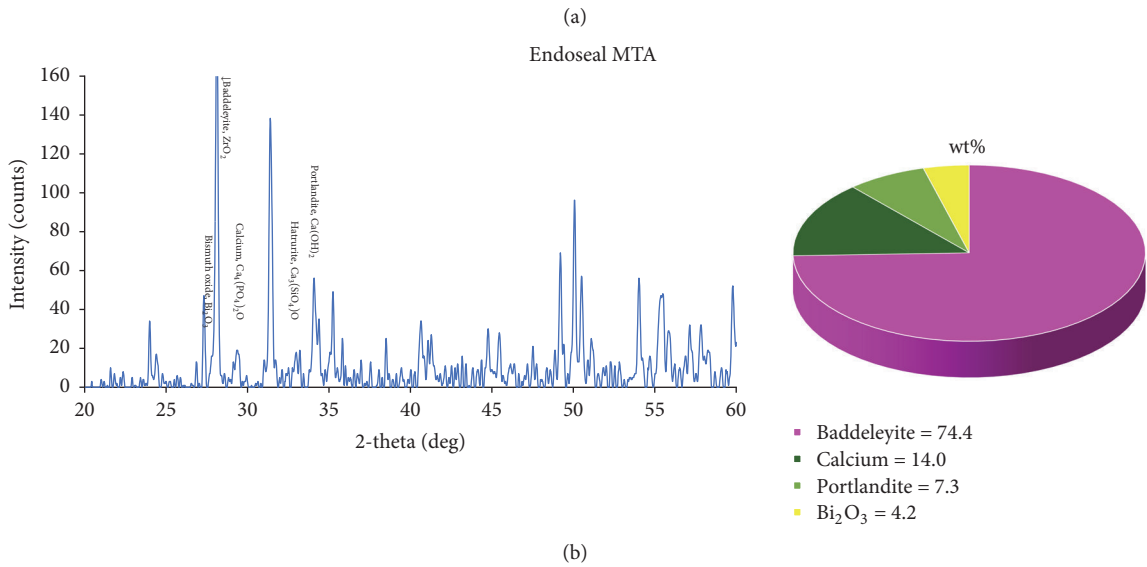 (a)
Endoseal MTA
160
140
120
100
80
60
40
20
0
Intensity (counts)
↓Baddeleyite, ZrO₂
Bismuth oxide, Bi₂O₃
Calcium, Ca₄(PO₄)₂O
Hatrurite, Ca₃(SiO₄)O
Portlandite, Ca(OH)₂
20 25 30 35 40 45 50 55 60
2-theta (deg)
wt%
Baddeleyite = 74.4
Calcium = 14.0
Portlandite = 7.3
Bi₂O₃ = 4.2
(b)